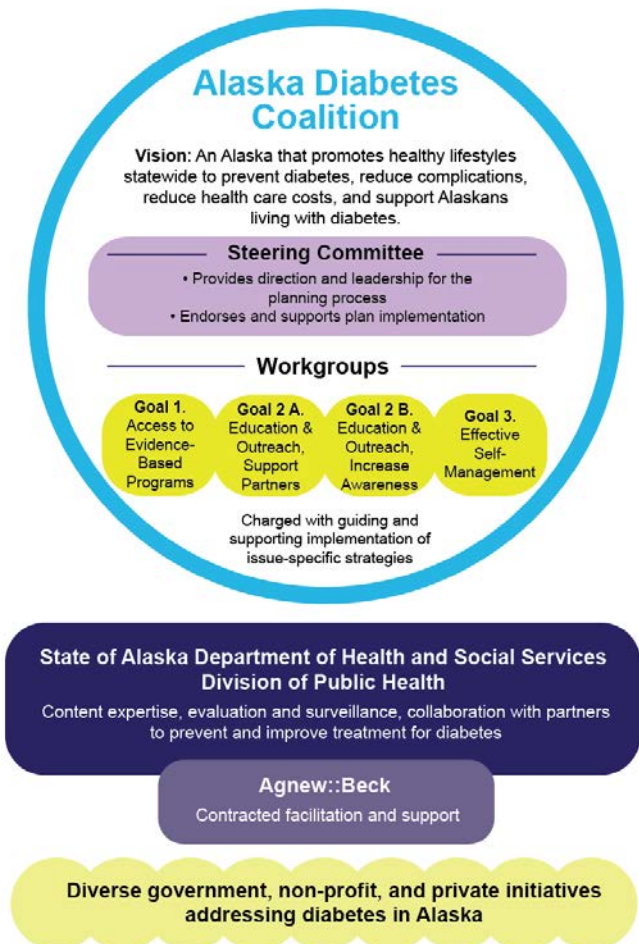 Alaska Diabetes
Coalition
Vision: An Alaska that promotes healthy lifestyles
statewide to prevent diabetes, reduce complications,
reduce health care costs, and support Alaskans
living with diabetes.
Steering Committee
• Provides direction and leadership for the
planning process
• Endorses and supports plan implementation
Workgroups
Goal 1.
Access to
Evidence-
Based
Programs
Goal 2 A.
Education &
Outreach,
Support
Partners
Goal 2 B.
Education &
Outreach,
Increase
Awareness
Goal 3.
Effective
Self-
Management
Charged with guiding and
supporting implementation of
issue-specific strategies
State of Alaska Department of Health and Social Services
Division of Public Health
Content expertise, evaluation and surveillance, collaboration with partners
to prevent and improve treatment for diabetes
Agnew::Beck
Contracted facilitation and support
Diverse government, non-profit, and private initiatives
addressing diabetes in Alaska